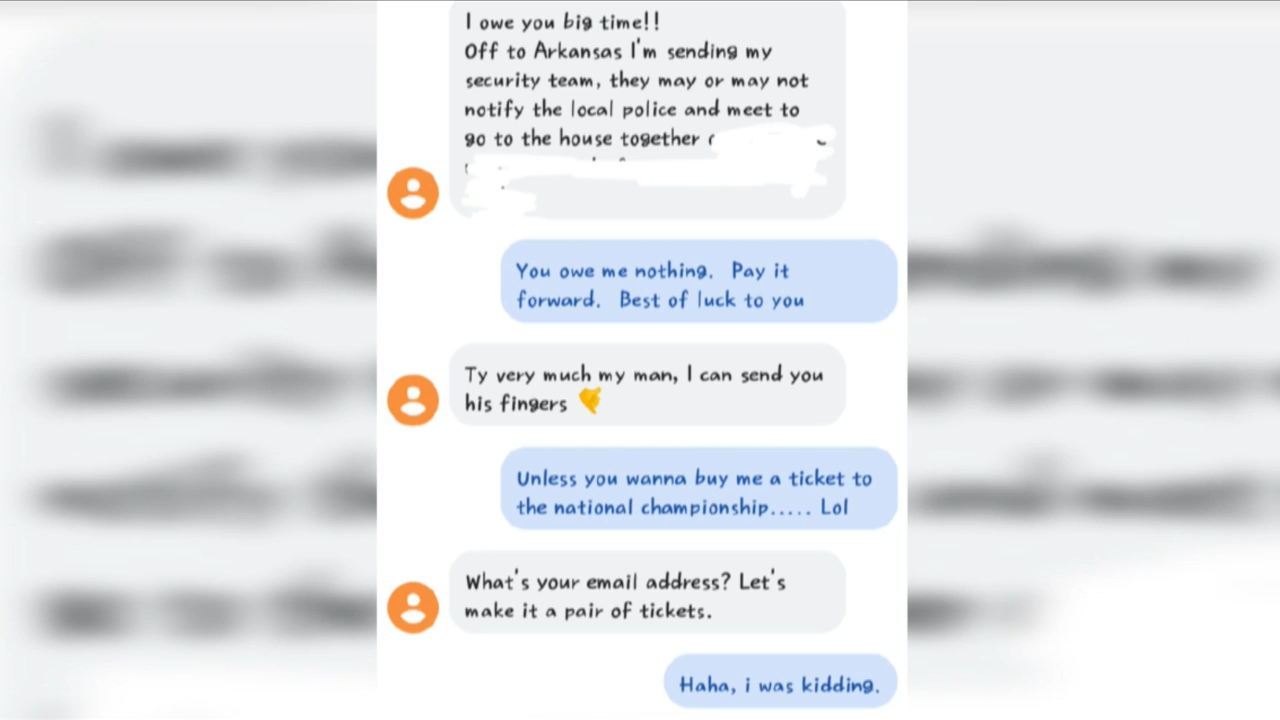 I owe you big time!!
Off to Arkansas I'm sending my
security team, they may or may not
notify the local police and meet to
go to the house together
You owe me nothing. Pay it
forward. Best of luck to you
Ty very much my man, I can send you
his fingers
Unless you wanna buy me a ticket to
the national championship..... Lol
What's your email address? Let's
make it a pair of tickets.
Haha, i was kidding.